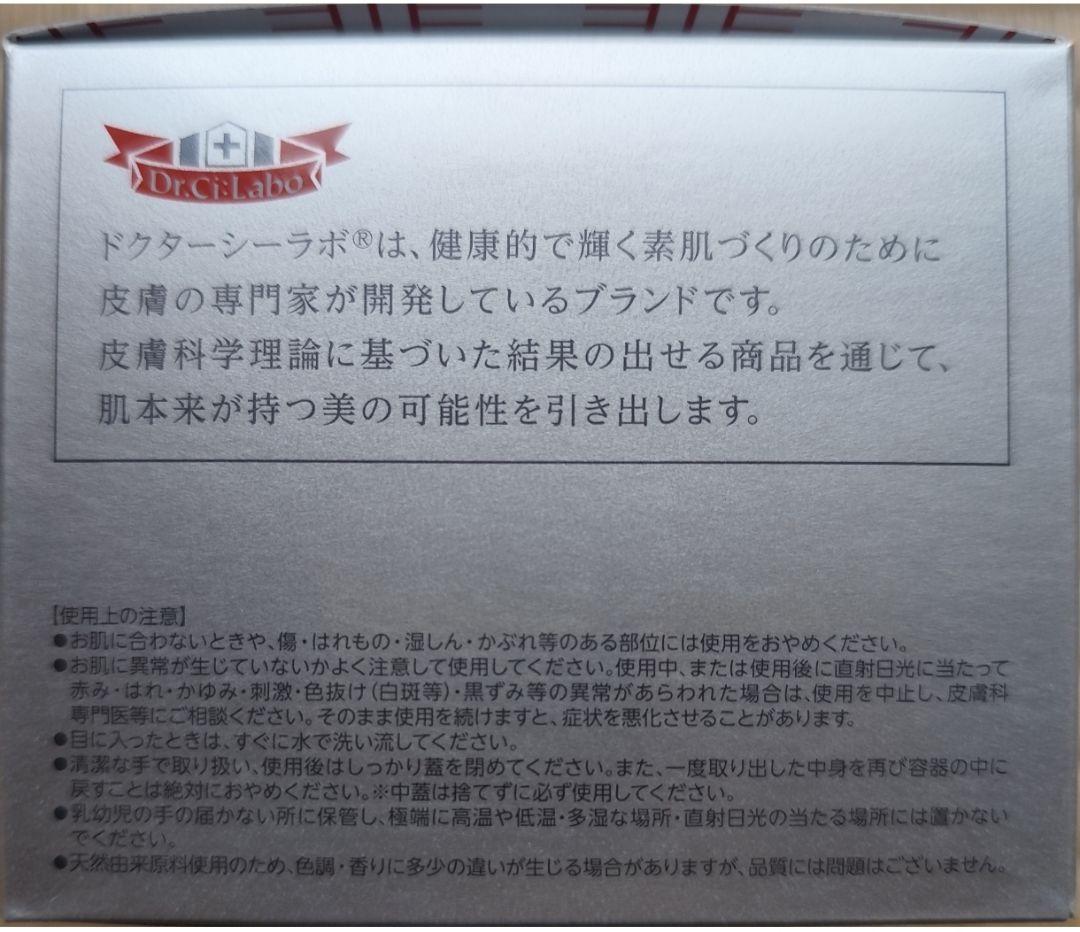 Dr.Ci:Labo
ドクターシーラボ®は、健康的で輝く素肌づくりのために
皮膚の専門家が開発しているブランドです。
皮膚科学理論に基づいた結果の出せる商品を通じて、
肌本来が持つ美の可能性を引き出します。
【使用上の注意】
●お肌に合わないときや、傷・はれもの・湿しん・かぶれ等のある部位には使用をおやめください。
●お肌に異常が生じていないかよく注意して使用してください。使用中、または使用後に直射日光に当たって
赤み・はれ・かゆみ・刺激・色抜け(白斑等)・黒ずみ等の異常があらわれた場合は、使用を中止し、皮膚科
専門医等にご相談ください。そのまま使用を続けますと、症状を悪化させることがあります。
●目に入ったときは、すぐに水で洗い流してください。
●清潔な手で取り扱い、使用後はしっかり蓋を閉めてください。また、一度取り出した中身を再び容器の中に
戻すことは絶対におやめください。※中蓋は捨てずに必ず使用してください。
●乳幼児の手の届かない所に保管し、極端に高温や低温・多湿な場所・直射日光の当たる場所には置かない
でください。
●天然由来原料使用のため、色調・香りに多少の違いが生じる場合がありますが、品質には問題はございません。